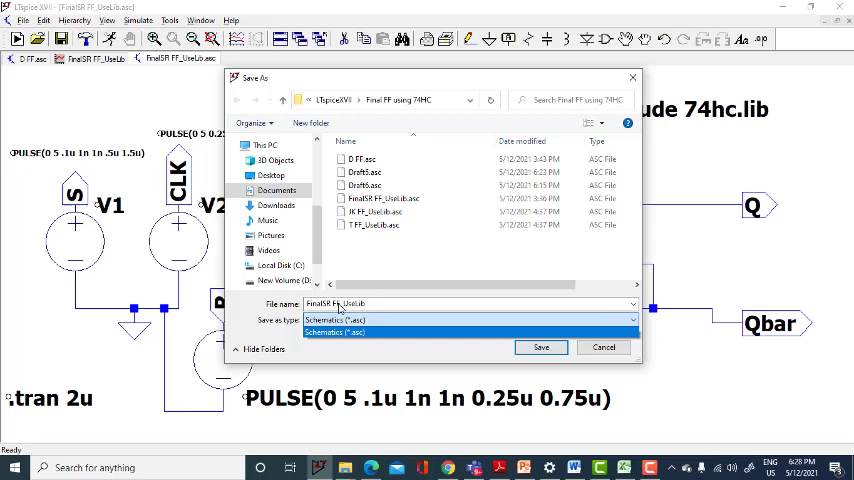 LTspice XVII - [FinalSR FF_UseLib.asc]
File Edit Hierarchy View Simulate Tools Window Help
D FF.asc FinalSR FF_UseLib FinalSR FF_UseLib.asc
Save As
LTspiceXVII › Final FF using 74HC
Search Final FF using 74HC
Organize New folder
Name Date modified Type
This PC
3D Objects
Desktop
Documents
Downloads
Music
Pictures
Videos
Local Disk (C:)
New Volume (D:
D FF.asc 5/12/2021 3:43 PM ASC File
Draft5.asc 5/12/2021 6:23 PM ASC File
Draft6.asc 5/12/2021 6:15 PM ASC File
FinalSR FF_UseLib.asc 5/12/2021 3:36 PM ASC File
JK FF_UseLib.asc 5/12/2021 4:37 PM ASC File
T FF_UseLib.asc 5/12/2021 4:37 PM ASC File
File name: FinalSR FF_UseLib
Save as type: Schematics (*.asc)
Schematics (*.asc)
Hide Folders Save Cancel
PULSE(0 5 0.25
PULSE(0 5 .1u 1n 1n .5u 1.5u)
ude 74hc.lib
S V1
CLK V2
Q
Qbar
.tran 2u
PULSE(0 5 .1u 1n 1n 0.25u 0.75u)
Ready
Search for anything
ENG
US
6:28 PM
5/12/2021
3